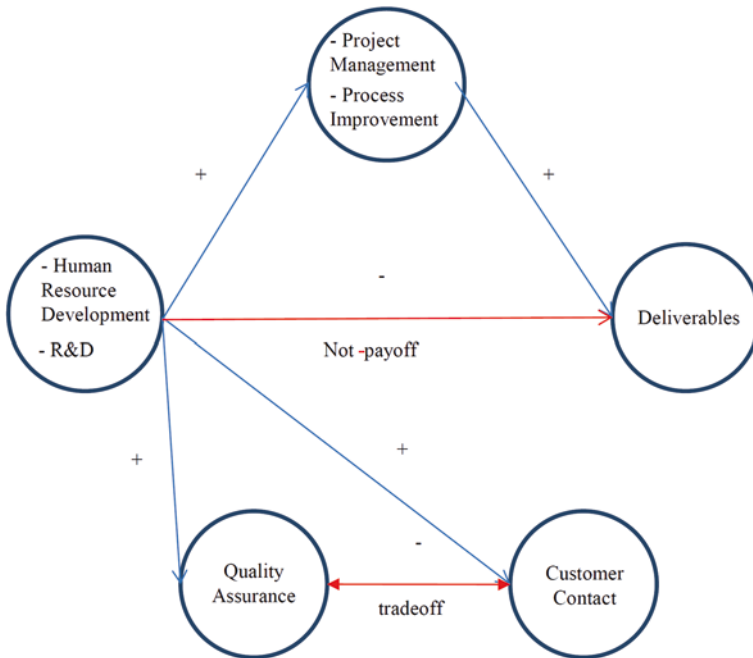 - Project
Management
- Process
Improvement
+
+
- Human
Resource
Development
- R&D
-
Not -payoff
Deliverables
+
+
-
Quality
Assurance
tradeoff
Customer
Contact